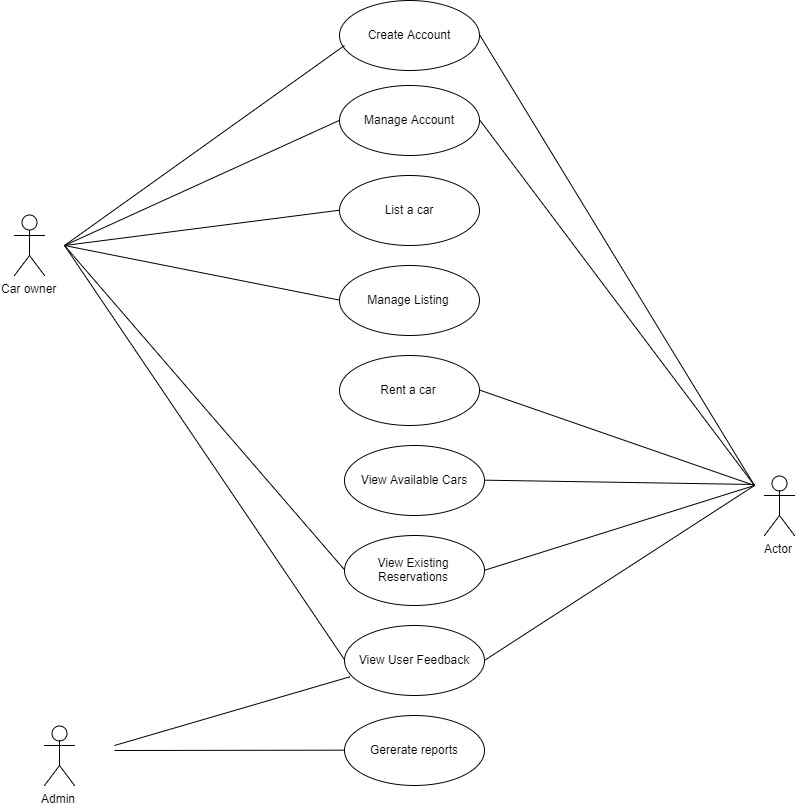 Create Account
Manage Account
List a car
Car owner
Manage Listing
Rent a car
View Available Cars
Actor
View Existing
Reservations
View User Feedback
Gererate reports
Admin